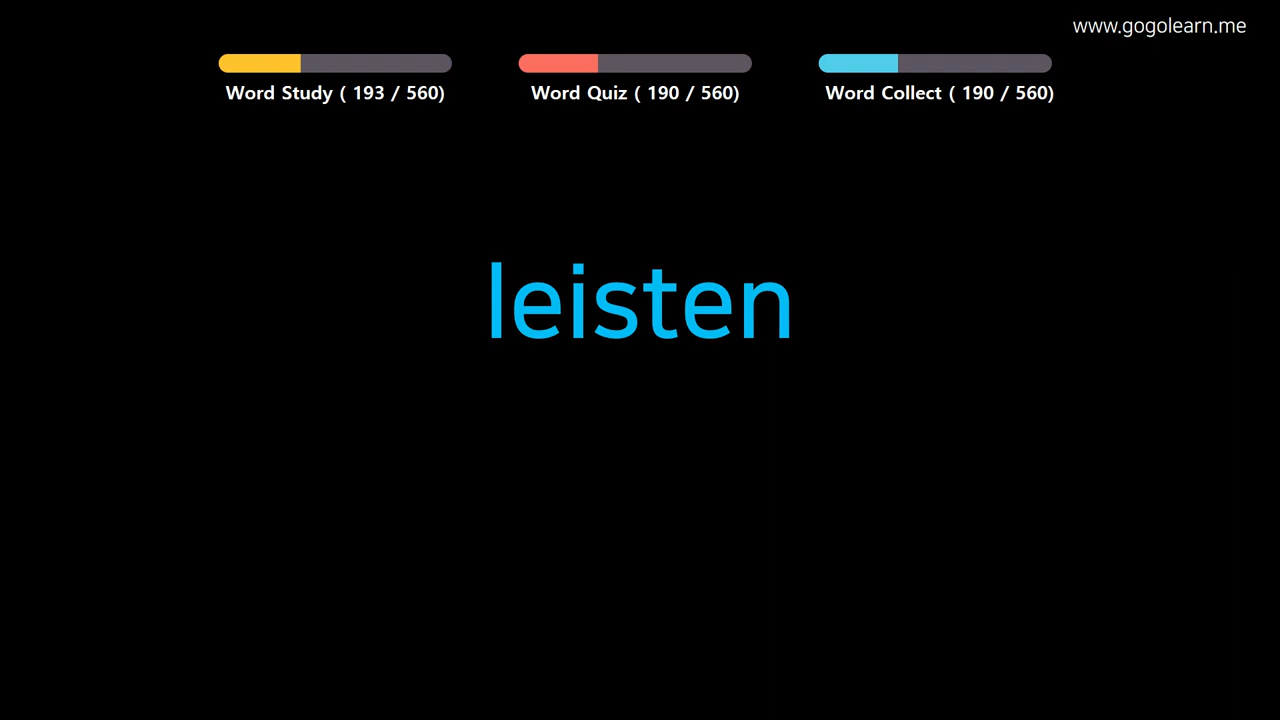 www.gogolearn.me
Word Study ( 193 / 560)
Word Quiz ( 190 / 560)
Word Collect ( 190 / 560)
leisten